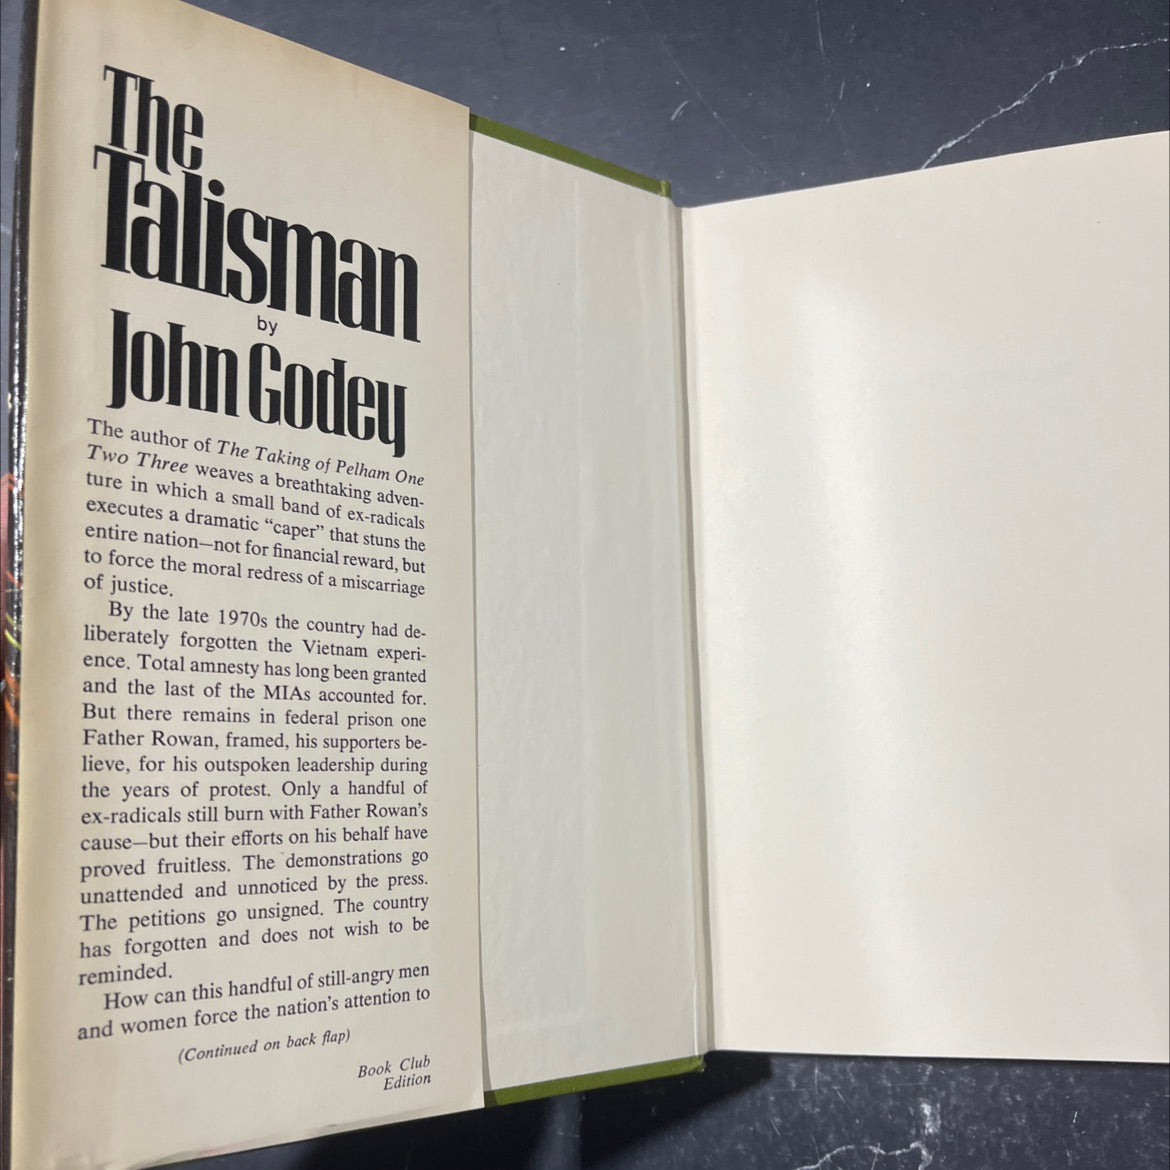 The
Talisman
by
John Godey
The author of The Taking of Pelham One
Two Three weaves a breathtaking adven-
ture in which a small band of ex-radicals
executes a dramatic “caper” that stuns the
entire nation—not for financial reward, but
to force the moral redress of a miscarriage
of justice.
By the late 1970s the country had de-
liberately forgotten the Vietnam experi-
ence. Total amnesty has long been granted
and the last of the MIAs accounted for.
But there remains in federal prison one
Father Rowan, framed, his supporters be-
lieve, for his outspoken leadership during
the years of protest. Only a handful of
ex-radicals still burn with Father Rowan’s
cause—but their efforts on his behalf have
proved fruitless. The demonstrations go
unattended and unnoticed by the press.
The petitions go unsigned. The country
has forgotten and does not wish to be
reminded.
How can this handful of still-angry men
and women force the nation’s attention to
(Continued on back flap)
Book Club
Edition